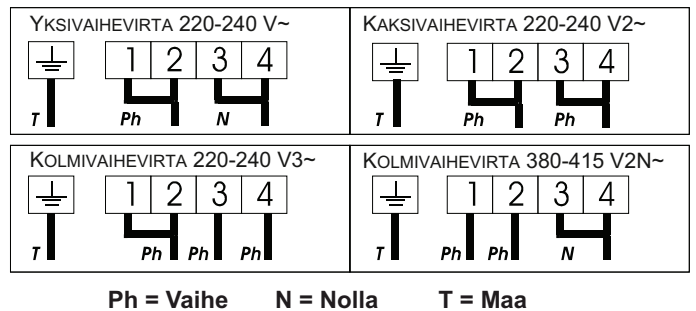 YKSIVAIHEVIRTA 220-240 V~
1 2 3 4
T Ph N
KAKSIVAIHEVIRTA 220-240 V2~
1 2 3 4
T Ph Ph
KOLMIVAIHEVIRTA 220-240 V3~
1 2 3 4
T Ph Ph Ph
KOLMIVAIHEVIRTA 380-415 V2N~
1 2 3 4
T Ph Ph N
Ph = Vaihe N = Nolla T = Maa